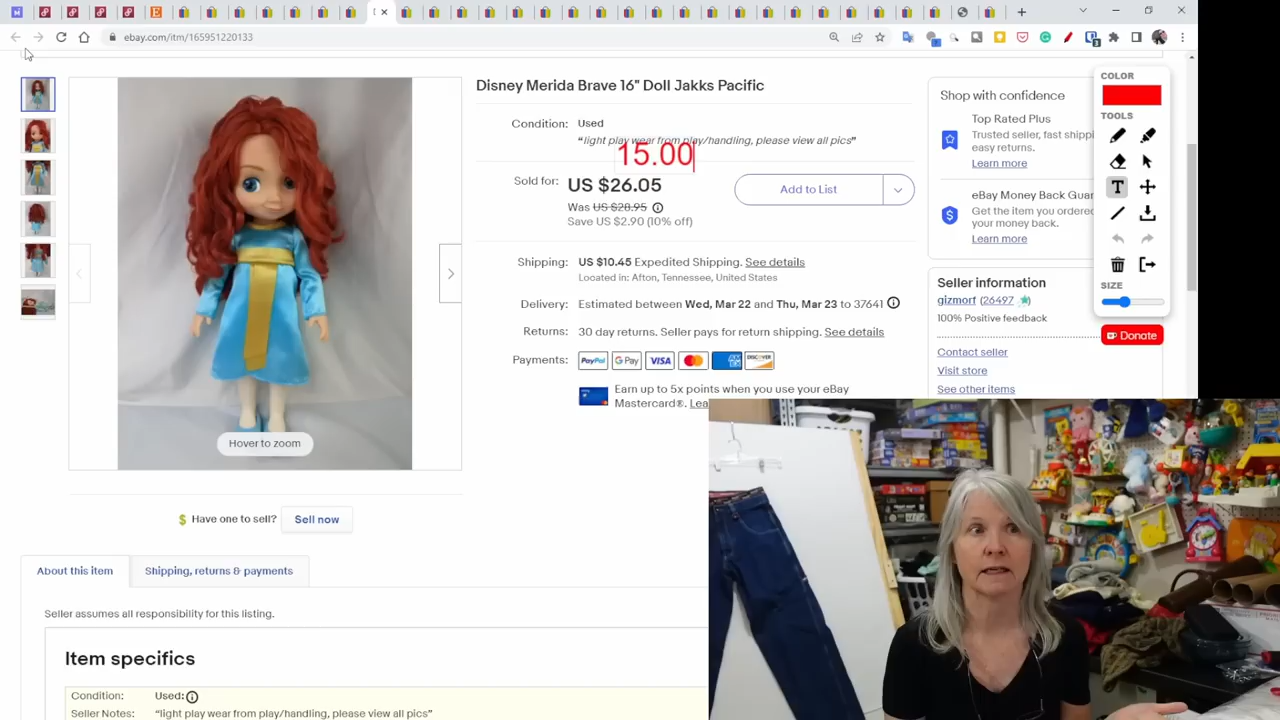 ebay.com/itm/165951220133
Disney Merida Brave 16" Doll Jakks Pacific
Condition:
Used
"light play wear from play/handling, please view all pics"
15.00
Sold for:
US $26.05
Add to List
Was US $28.95
Save US $2.90 (10% off)
Shipping:
US $10.45 Expedited Shipping. See details
Located in: Afton, Tennessee, United States
Delivery:
Estimated between Wed, Mar 22 and Thu, Mar 23 to 37641
Returns:
30 day returns. Seller pays for return shipping. See details
Payments:
PayPal
G Pay
VISA
DISCOVER
Earn up to 5x points when you use your eBay
Mastercard®. Lea
Hover to zoom
Have one to sell?
Sell now
About this item
Shipping, returns & payments
Seller assumes all responsibility for this listing.
Item specifics
Condition:
Used:
Seller Notes:
"light play wear from play/handling, please view all pics"
Shop with confidence
Top Rated Plus
Trusted seller, fast shippi
easy returns.
Learn more
eBay Money Back Guar
Get the item you ordered
your money back.
Learn more
Seller information
gizmorf (26497
100% Positive feedback
Contact seller
Visit store
See other items
COLOR
TOOLS
T
SIZE
Donate